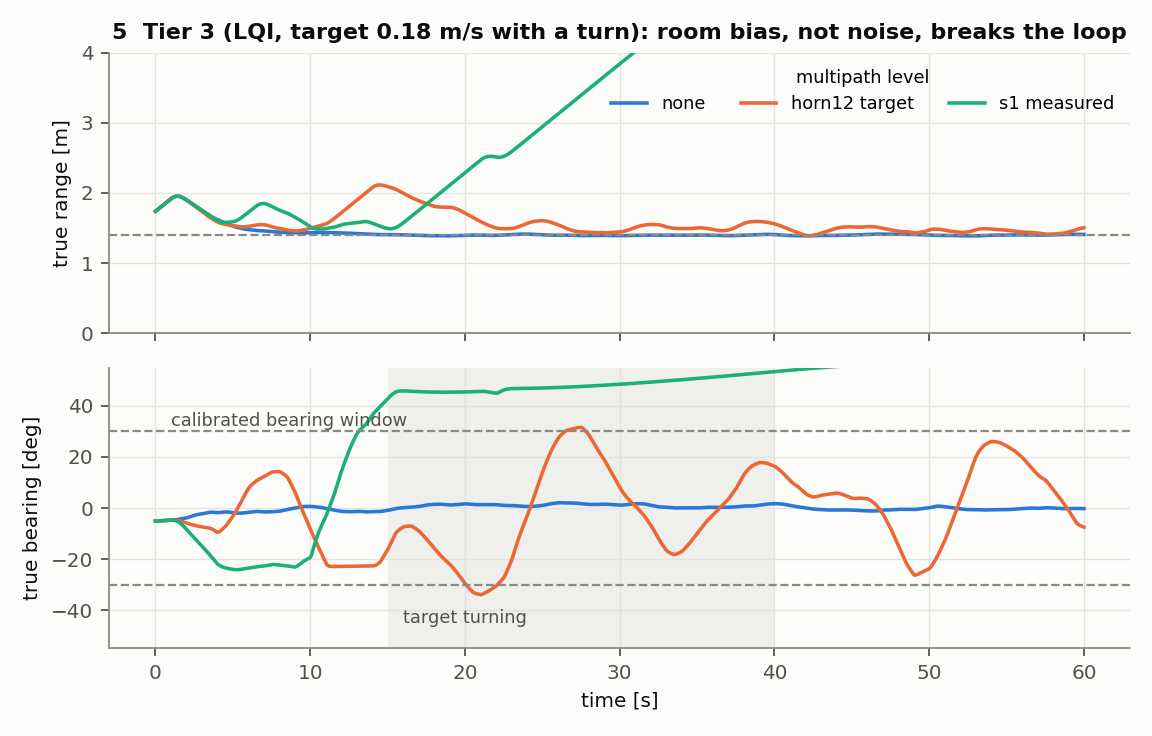 5 Tier 3 (LQI, target 0.18 m/s with a turn): room bias, not noise, breaks the loop
multipath level
none horn12 target s1 measured
true range [m]
4
3
2
1
0
true bearing [deg]
40
20
0
−20
−40
calibrated bearing window
target turning
0 10 20 30 40 50 60
time [s]